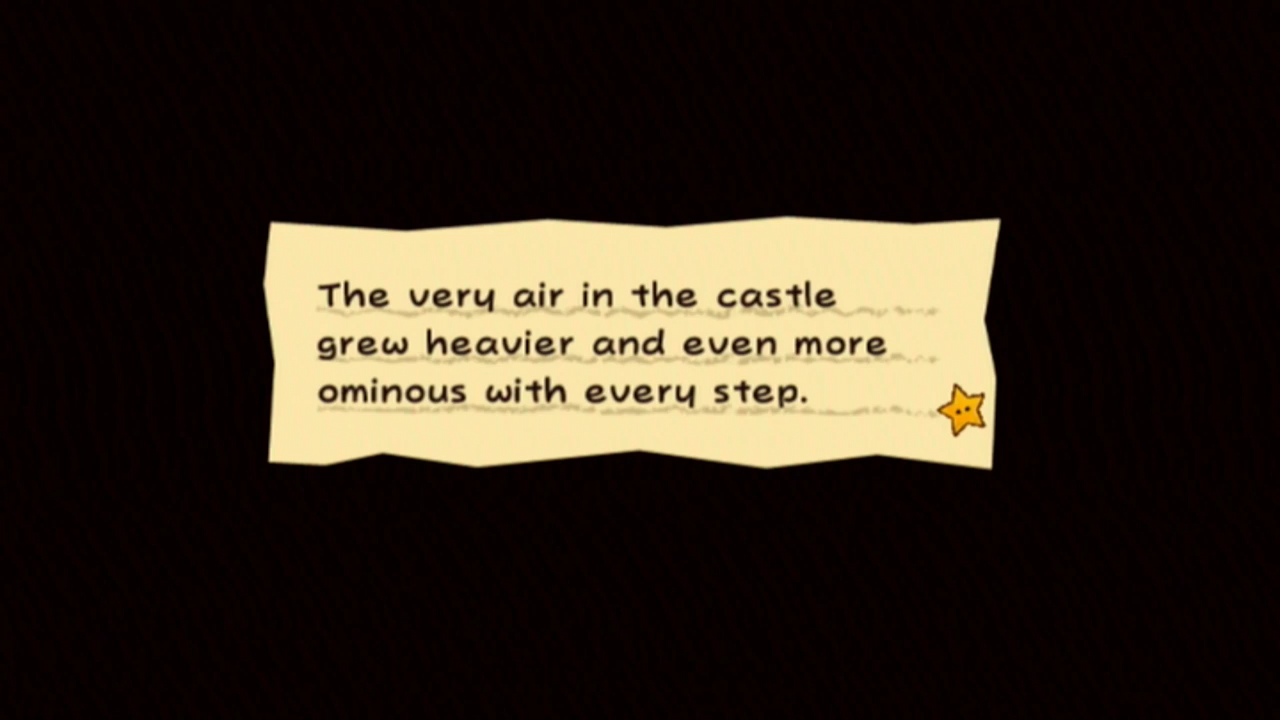 The very air in the castle
grew heavier and even more
ominous with every step.